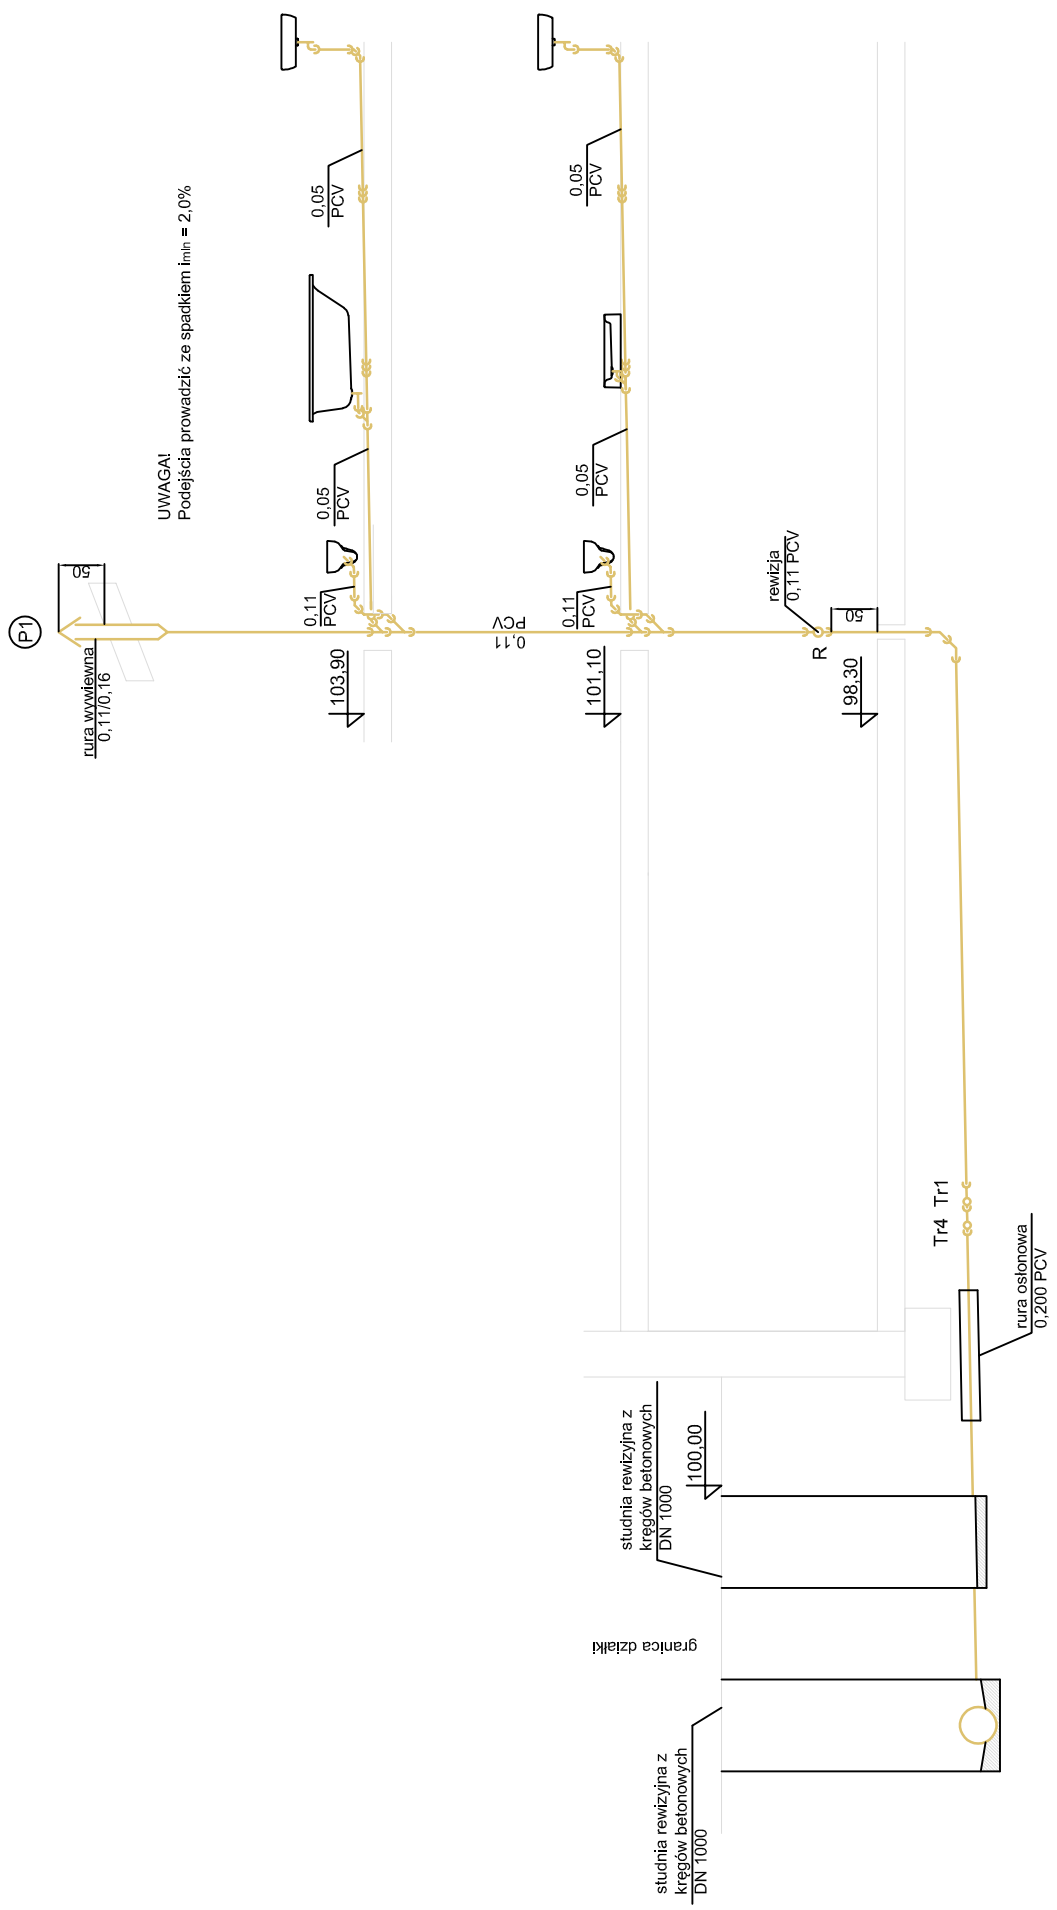 P1
50
rura wywiewna
0,11/0,16
UWAGA!
Podejścia prowadzić ze spadkiem imin = 2,0%
0,05
PCV
0,05
PCV
0,11
PCV
103,90
0,11
PCV
0,05
PCV
0,05
PCV
0,11
PCV
101,10
rewizja
0,11 PCV
R
50
98,30
Tr4 Tr1
rura osłonowa
0,200 PCV
studnia rewizyjna z
kręgów betonowych
DN 1000
100,00
granica działki
studnia rewizyjna z
kręgów betonowych
DN 1000